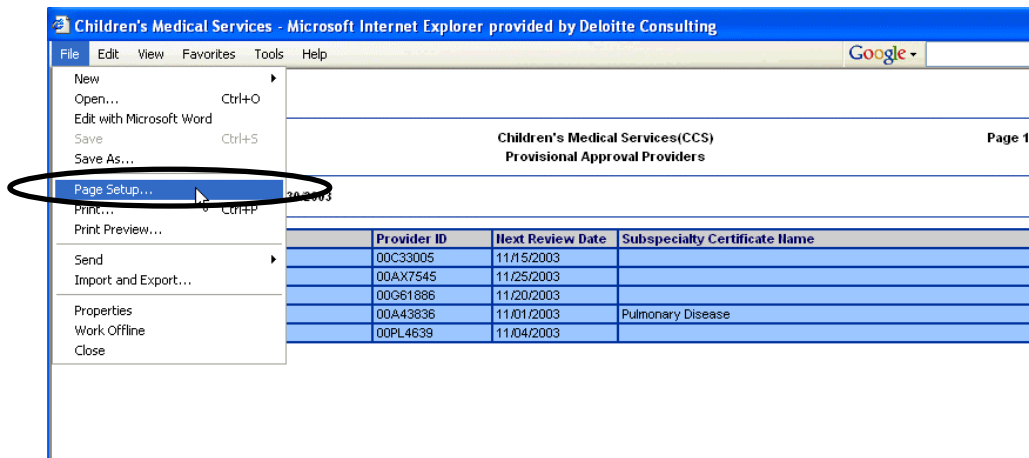 Children's Medical Services - Microsoft Internet Explorer provided by Deloitte Consulting
File Edit View Favorites Tools Help Google
New
Open... Ctrl+O
Edit with Microsoft Word
Save Ctrl+S
Children's Medical Services(CCS) Page 1
Save As...
Provisional Approval Providers
Page Setup...
30/2003
Print... Ctrl+P
Print Preview...
Provider ID Next Review Date Subspecialty Certificate Name
Send
00C33005 11/15/2003
Import and Export...
00AX7545 11/25/2003
00G61886 11/20/2003
Properties
00A43836 11/01/2003 Pulmonary Disease
Work Offline
00PL4639 11/04/2003
Close